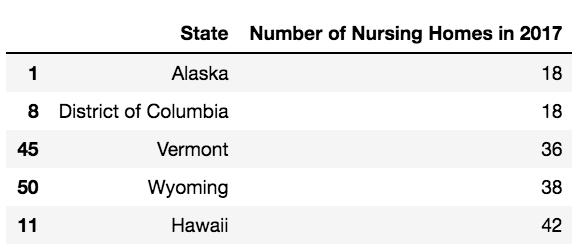 State Number of Nursing Homes in 2017
1 Alaska 18
8 District of Columbia 18
45 Vermont 36
50 Wyoming 38
11 Hawaii 42